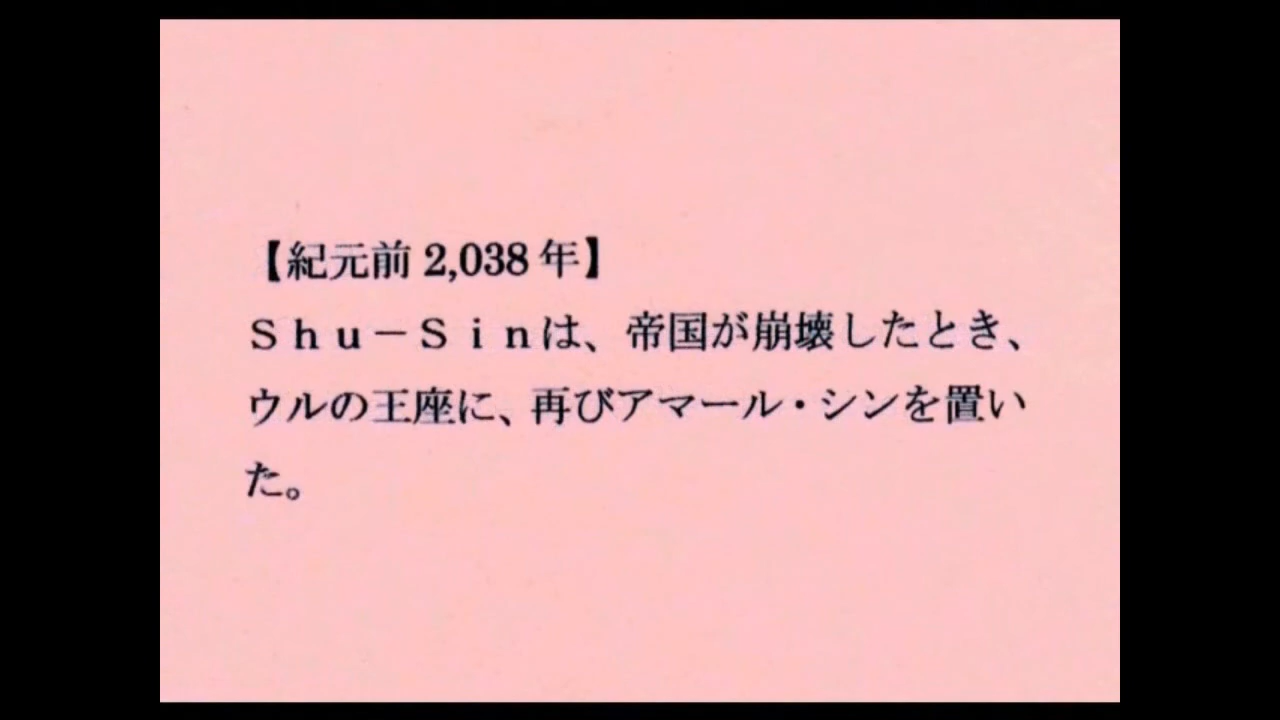 【紀元前 2,038 年】
Ｓｈｕ－Ｓｉｎは、帝国が崩壊したとき、
ウルの王座に、再びアマール・シンを置い
た。